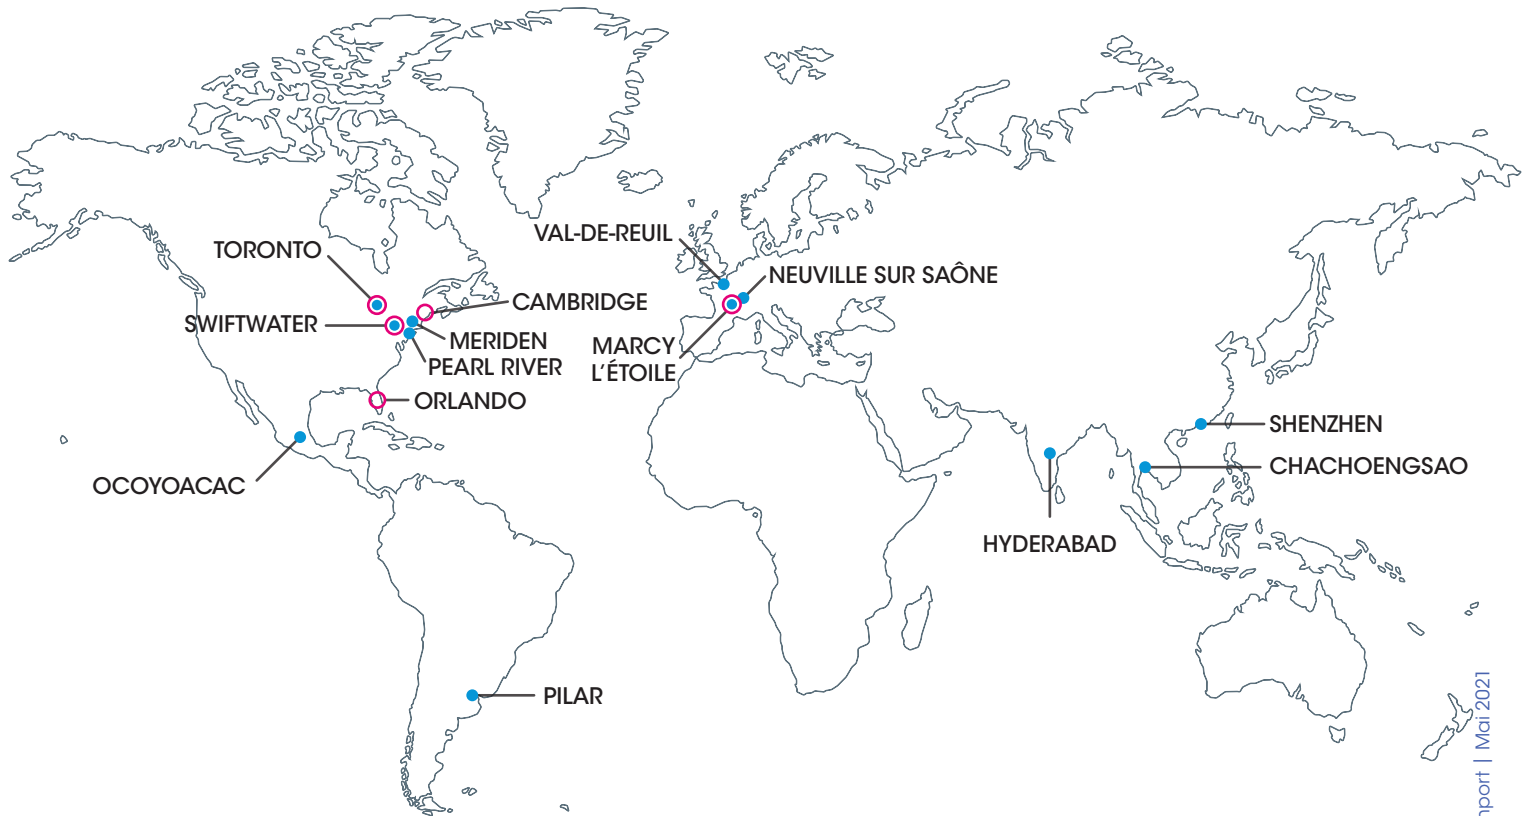 VAL-DE-REUIL
TORONTO
NEUVILLE SUR SAÔNE
CAMBRIDGE
SWIFTWATER
MERIDEN
MARCY
L'ÉTOILE
PEARL RIVER
ORLANDO
SHENZHEN
CHACHOENGSAO
OCOYOACAC
HYDERABAD
PILAR
| Mai 2021